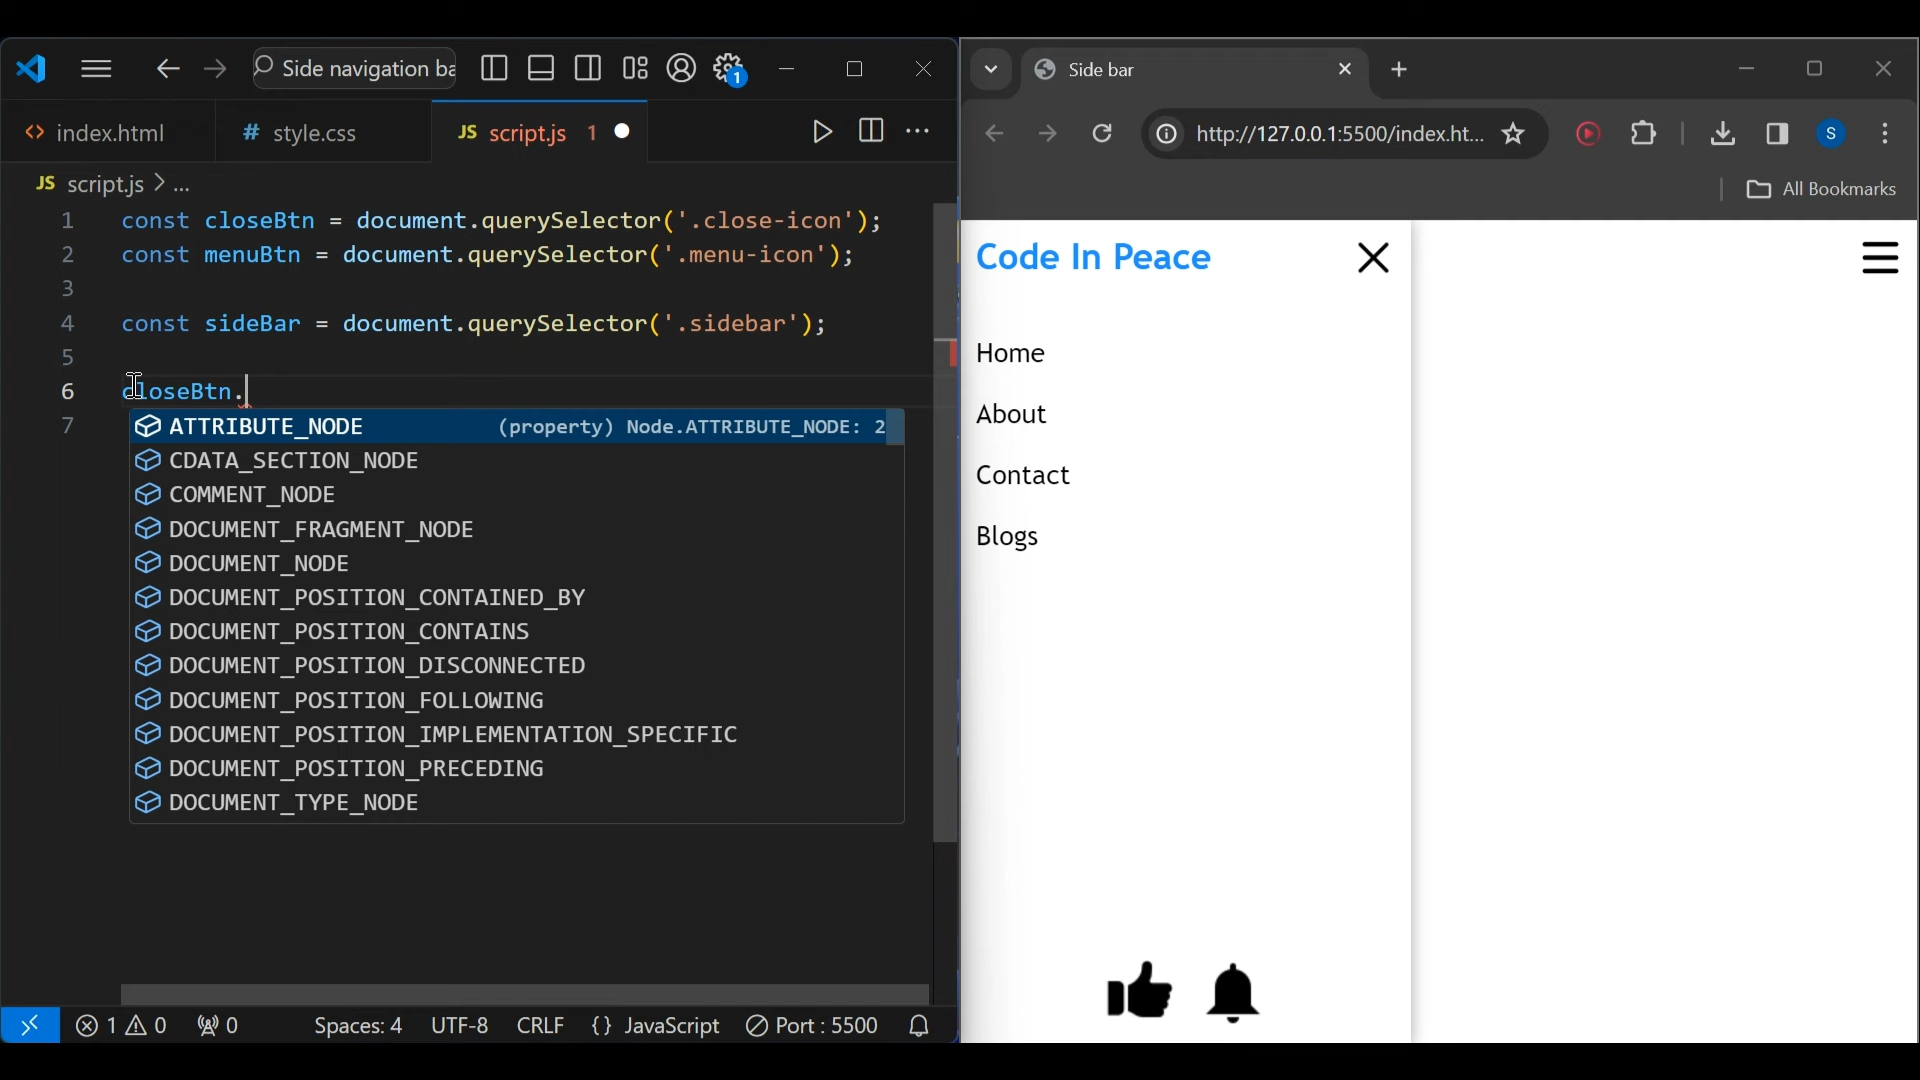 Side navigation ba
1
index.html
# style.css
JS script.js 1
JS script.js > ...
1 const closeBtn = document.querySelector('.close-icon');
2 const menuBtn = document.querySelector('.menu-icon');
3
4 const sideBar = document.querySelector('.sidebar');
5
6 closeBtn.
7
ATTRIBUTE_NODE (property) Node.ATTRIBUTE_NODE: 2
CDATA_SECTION_NODE
COMMENT_NODE
DOCUMENT_FRAGMENT_NODE
DOCUMENT_NODE
DOCUMENT_POSITION_CONTAINED_BY
DOCUMENT_POSITION_CONTAINS
DOCUMENT_POSITION_DISCONNECTED
DOCUMENT_POSITION_FOLLOWING
DOCUMENT_POSITION_IMPLEMENTATION_SPECIFIC
DOCUMENT_POSITION_PRECEDING
DOCUMENT_TYPE_NODE
1 0 0 Spaces: 4 UTF-8 CRLF {} JavaScript Port : 5500
Side bar
http://127.0.0.1:5500/index.ht...
S
All Bookmarks
Code In Peace
Home
About
Contact
Blogs